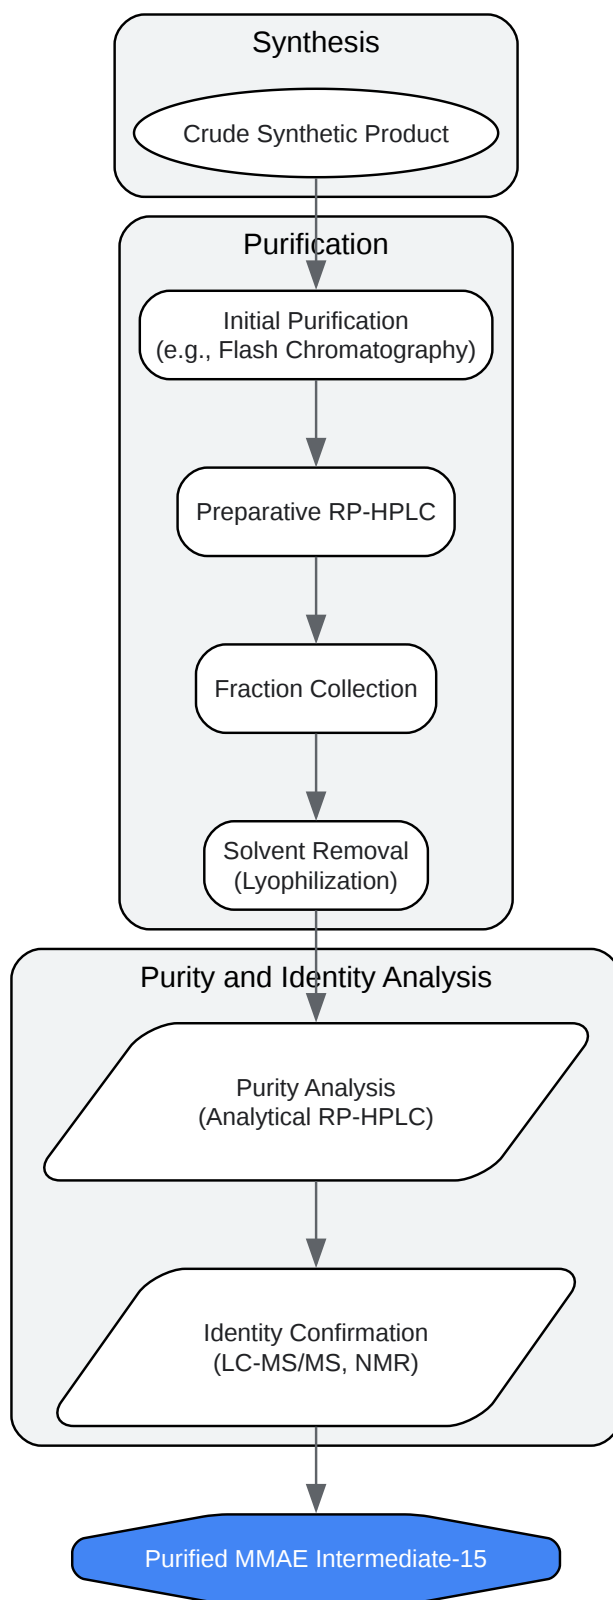 Synthesis
Crude Synthetic Product
Purification
Initial Purification
(e.g., Flash Chromatography)
Preparative RP-HPLC
Fraction Collection
Solvent Removal
(Lyophilization)
Purity and Identity Analysis
Purity Analysis
(Analytical RP-HPLC)
Identity Confirmation
(LC-MS/MS, NMR)
Purified MMAE Intermediate-15